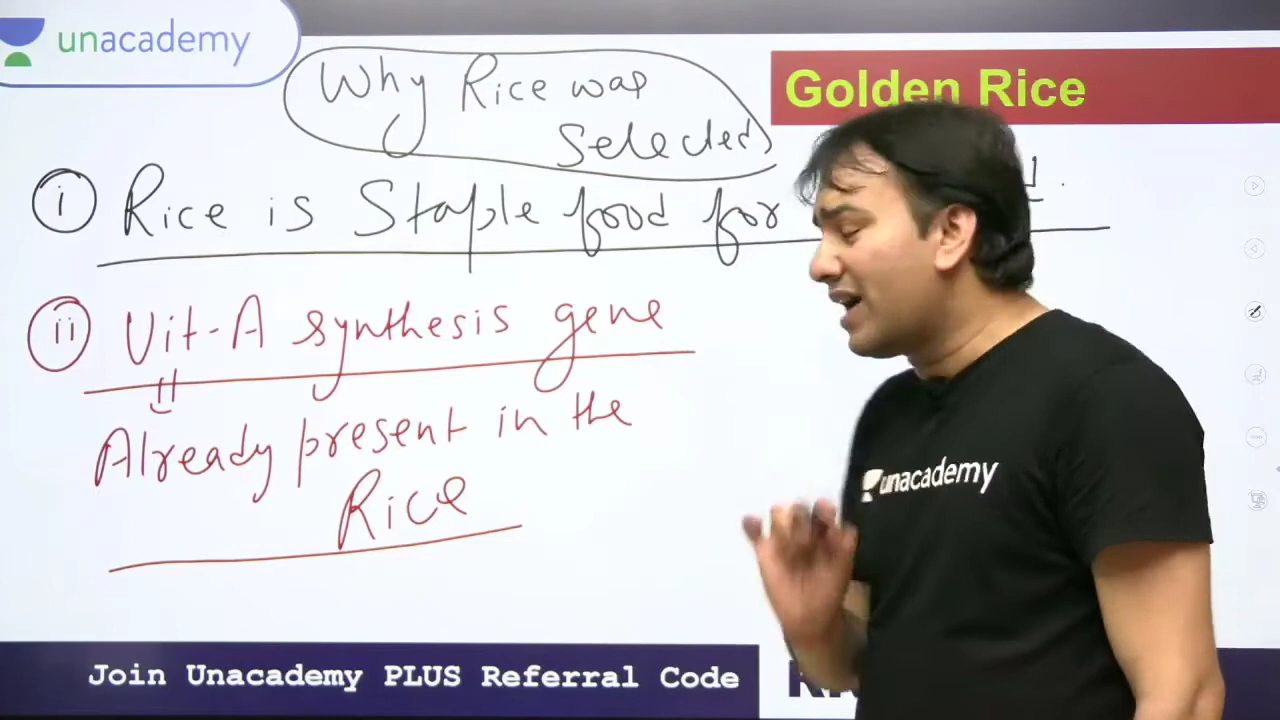 unacademy
Golden Rice
Why Rice was
selected
i Rice is Staple food for
ii Vit-A synthesis gene
Already present in the
Rice
unacademy
Join Unacademy PLUS Referral Code